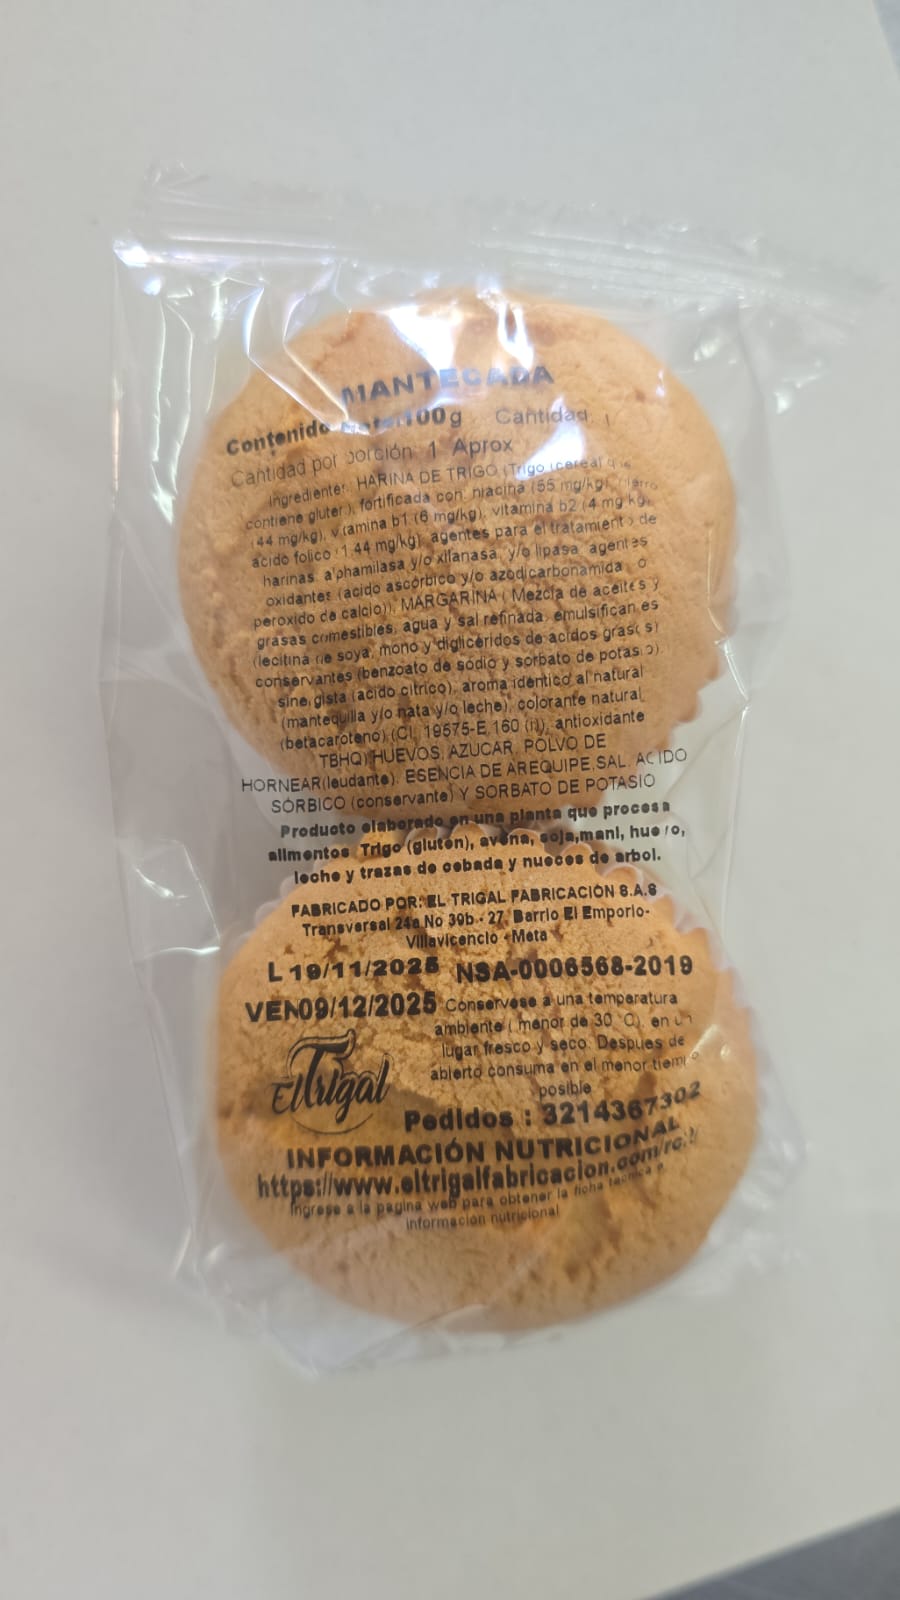 MANTECADA
Contenido Neto:100g Cantidad: 1
Cantidad por porción: 1 Aprox
Ingredientes: HARINA DE TRIGO (Trigo (cereal que
contiene gluten), fortificada con: niacina (55 mg/kg), hierro
(44 mg/kg), vitamina b1 (6 mg/kg), vitamina b2 (4 mg/kg),
acido folico (1,44 mg/kg), agentes para el tratamiento de
harinas: alphamilasa y/o xilanasa, y/o lipasa, agentes
oxidantes (acido ascórbico y/o azodicarbonamida, o
peroxido de calcio)), MARGARINA ( Mezcla de aceites y
grasas comestibles, agua y sal refinada, emulsificantes
(lecitina de soya, mono y digliceridos de acidos grasos)
conservantes (benzoato de sodio y sorbato de potasio),
sinergista (acido citrico), aroma idéntico al natural
(mantequilla y/o nata y/o leche), colorante natural
(betacaroteno) (CI. 19575-E 160 (ii)), antioxidante
TBHQ) HUEVOS, AZUCAR, POLVO DE
HORNEAR(leudante), ESENCIA DE AREQUIPE,SAL, ACIDO
SÓRBICO (conservante) Y SORBATO DE POTASIO
Producto elaborado en una planta que procesa
alimentos Trigo (gluten), avena, soja,mani, huevo,
leche y trazas de cebada y nueces de arbol.
FABRICADO POR: EL TRIGAL FABRICACIÓN S.A.S
Transversal 24a No 39b - 27, Barrio El Emporio-
Villavicencio - Meta
L 19/11/2025 NSA-0006568-2019
VEN09/12/2025 Conservese a una temperatura
ambiente ( menor de 30 °C), en un
lugar fresco y seco. Despues de
abierto consuma en el menor tiempo
posible
El Trigal
Pedidos : 3214367302
INFORMACIÓN NUTRICIONAL
https://www.eltrigalfabricacion.com/
Ingrese a la pagina web para obtener la ficha tecnica e
información nutricional